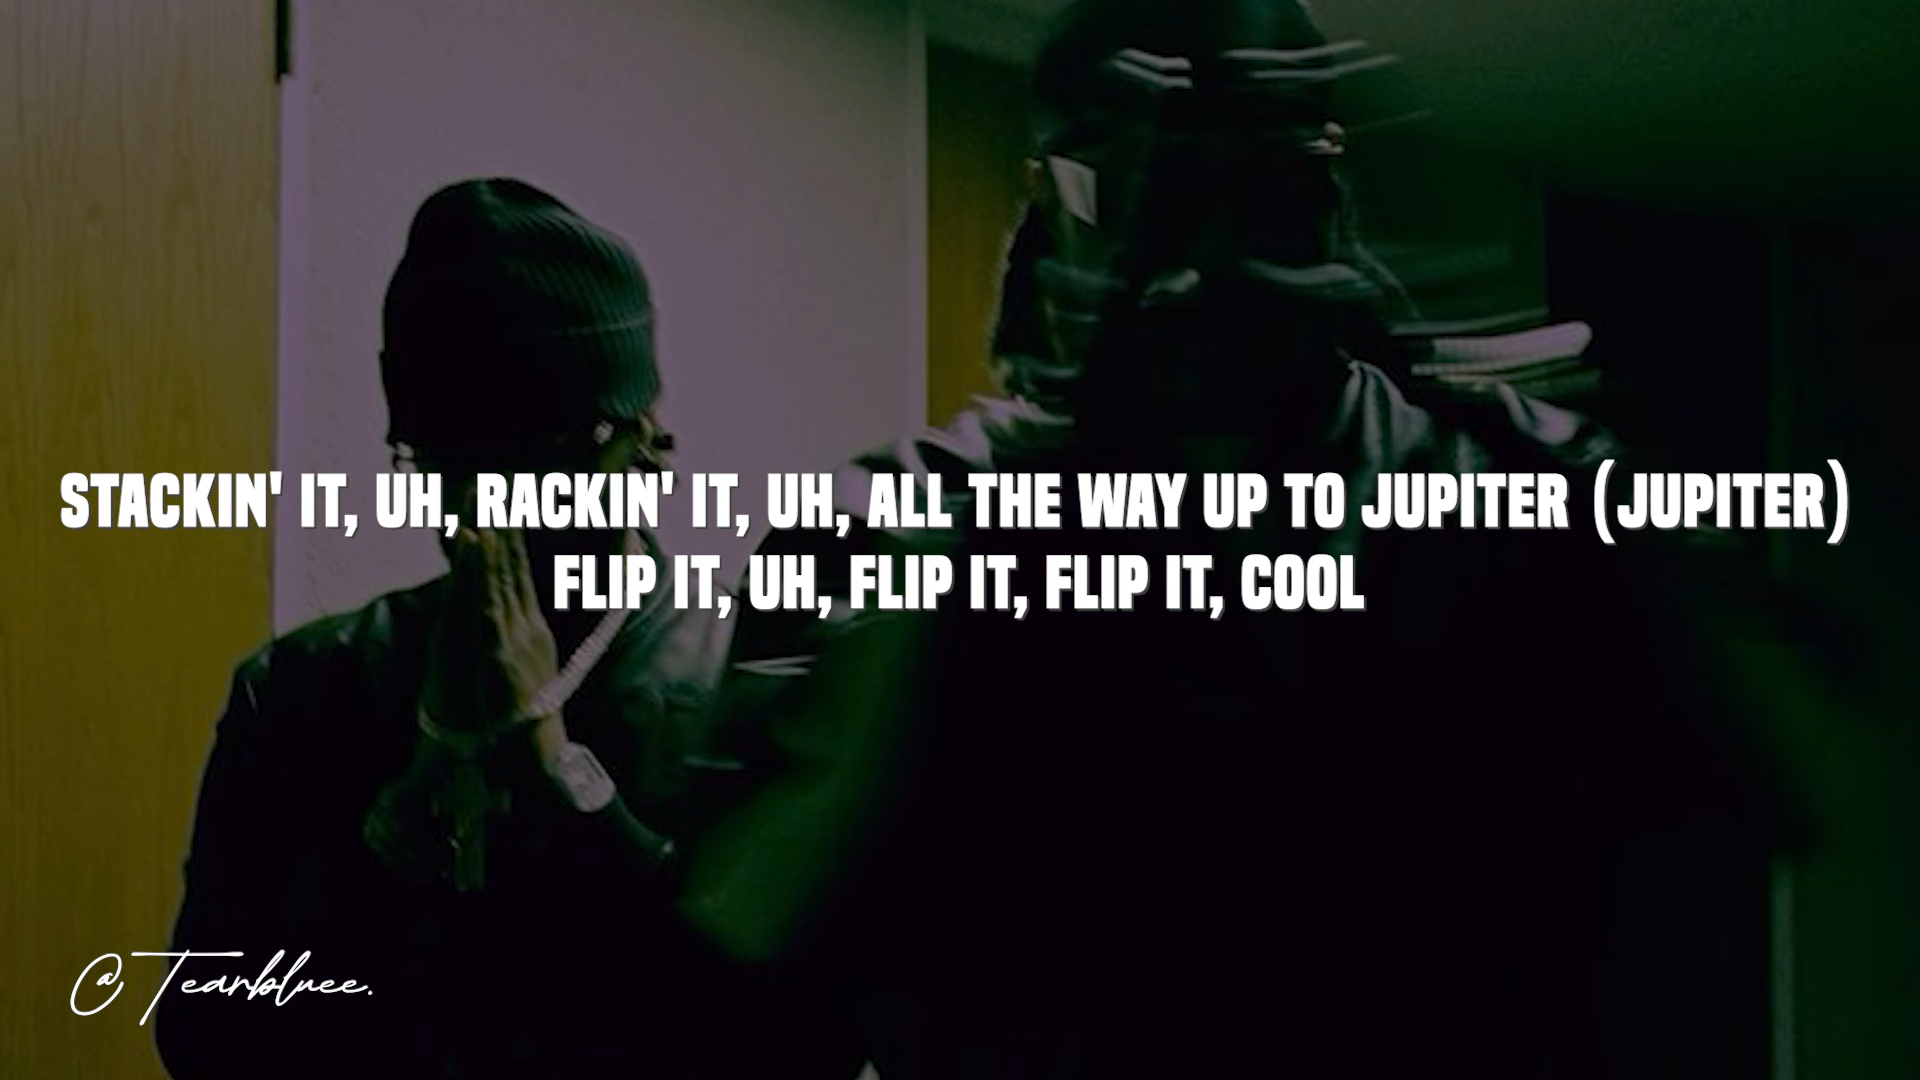 STACKIN' IT, UH, RACKIN' IT, UH, ALL THE WAY UP TO JUPITER (JUPITER)
FLIP IT, UH, FLIP IT, FLIP IT, COOL
@Tearbluee.